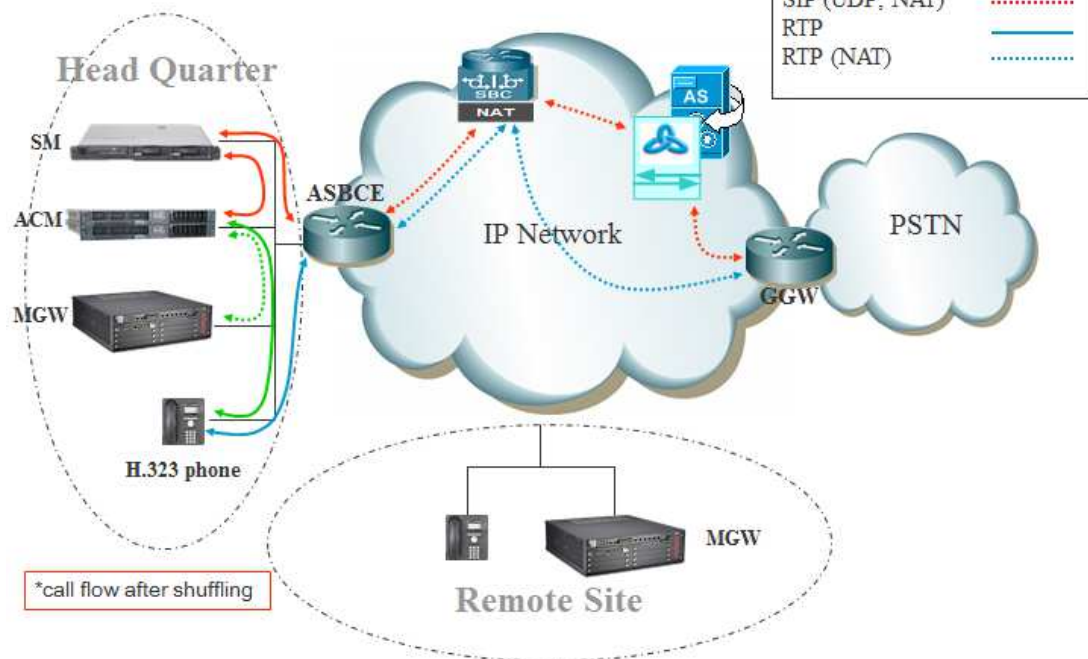 SIP (UDP, NAT)
RTP
RTP (NAT)
Head Quarter
SM
ACM
MGW
H.323 phone
ASBCE
SBC
NAT
AS
IP Network
GGW
PSTN
MGW
Remote Site
*call flow after shuffling